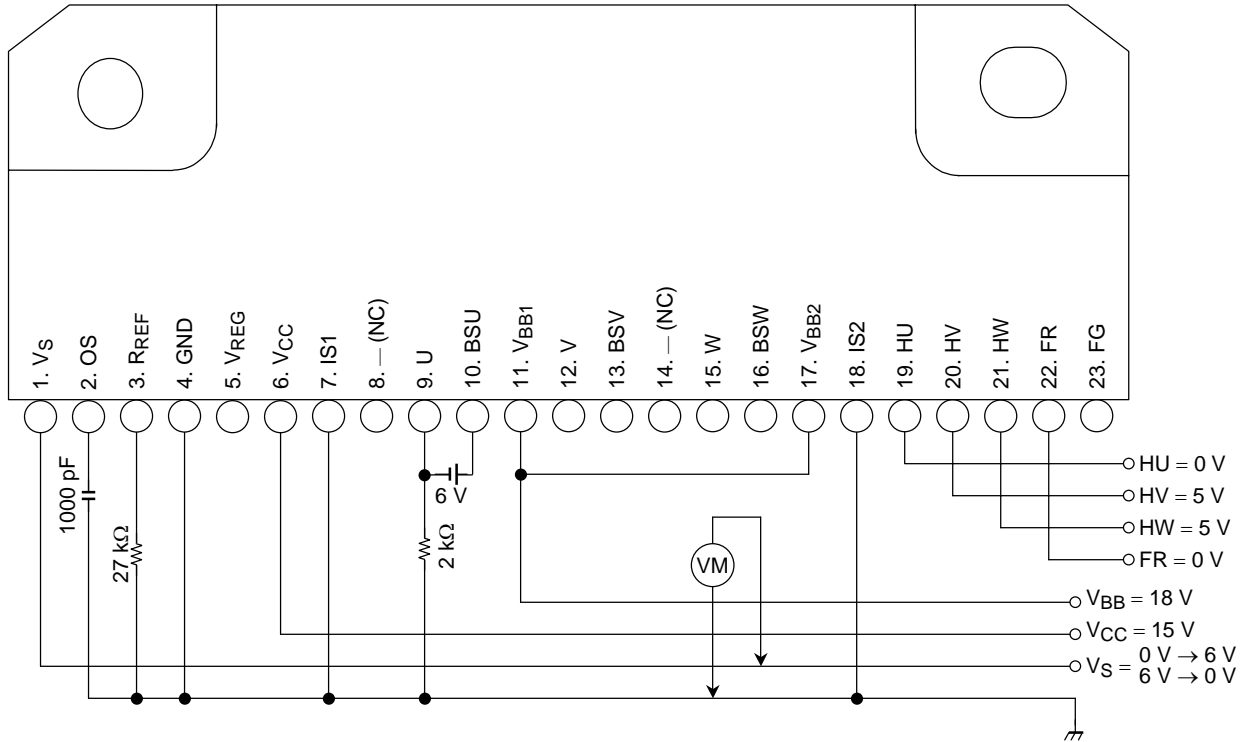 1. VS
2. OS
3. RREF
4. GND
5. VREG
6. VCC
7. IS1
8. — (NC)
9. U
10. BSU
11. VBB1
12. V
13. BSV
14. — (NC)
15. W
16. BSW
17. VBB2
18. IS2
19. HU
20. HV
21. HW
22. FR
23. FG
1000 pF
27 kΩ
6 V
2 kΩ
VM
HU = 0 V
HV = 5 V
HW = 5 V
FR = 0 V
VBB = 18 V
VCC = 15 V
VS = 0 V → 6 V
6 V → 0 V